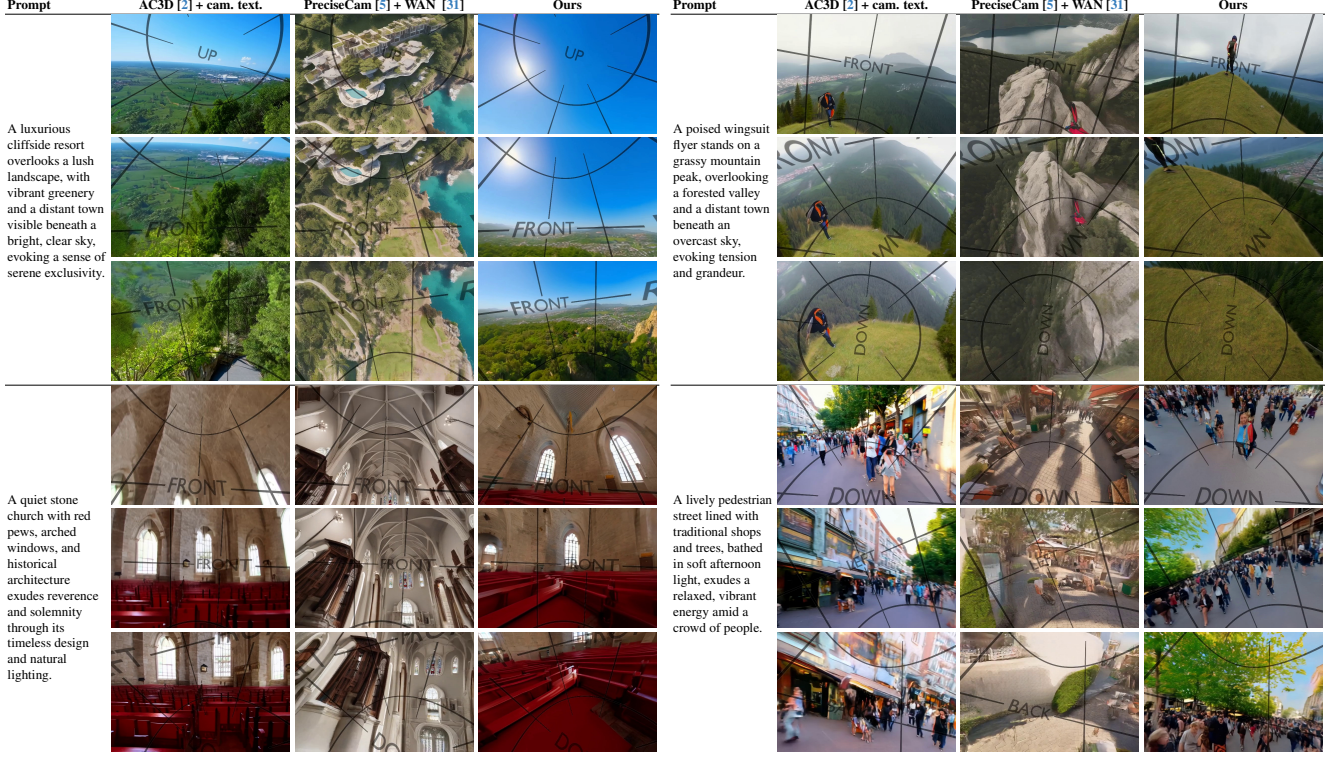 Prompt AC3D [2] + cam. text. PreciseCam [5] + WAN [31] Ours
A luxurious
cliffside resort
overlooks a lush
landscape, with
vibrant greenery
and a distant town
visible beneath a
bright, clear sky,
evoking a sense of
serene exclusivity.
UP
UP
UP
FRONT
FRONT
FRONT
FRONT
FRONT
A quiet stone
church with red
pews, arched
windows, and
historical
architecture
exudes reverence
and solemnity
through its
timeless design
and natural
lighting.
FRONT
FRONT
FRONT
FRONT
FRONT
FRONT
Prompt AC3D [2] + cam. text. PreciseCam [5] + WAN [31] Ours
A poised wingsuit
flyer stands on a
grassy mountain
peak, overlooking
a forested valley
and a distant town
beneath an
overcast sky,
evoking tension
and grandeur.
FRONT
FRONT
FRONT
RONT
RONT
RONT
DOWN
DOWN
DOWN
A lively pedestrian
street lined with
traditional shops
and trees, bathed
in soft afternoon
light, exudes a
relaxed, vibrant
energy amid a
crowd of people.
DOWN
DOWN
DOWN
BACK